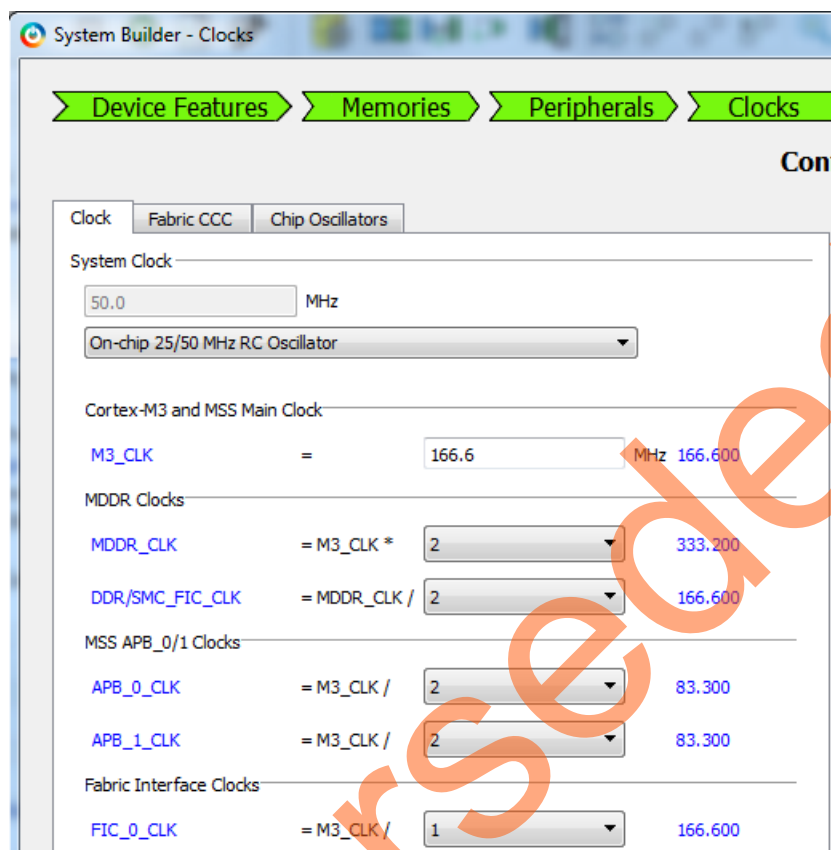 System Builder - Clocks
Device Features Memories Peripherals Clocks
Clock Fabric CCC Chip Oscillators
System Clock
50.0 MHz
On-chip 25/50 MHz RC Oscillator
Cortex-M3 and MSS Main Clock
M3_CLK = 166.6 MHz 166.600
MDDR Clocks
MDDR_CLK = M3_CLK * 2 333.200
DDR/SMC_FIC_CLK = MDDR_CLK / 2 166.600
MSS APB_0/1 Clocks
APB_0_CLK = M3_CLK / 2 83.300
APB_1_CLK = M3_CLK / 2 83.300
Fabric Interface Clocks
FIC_0_CLK = M3_CLK / 1 166.600